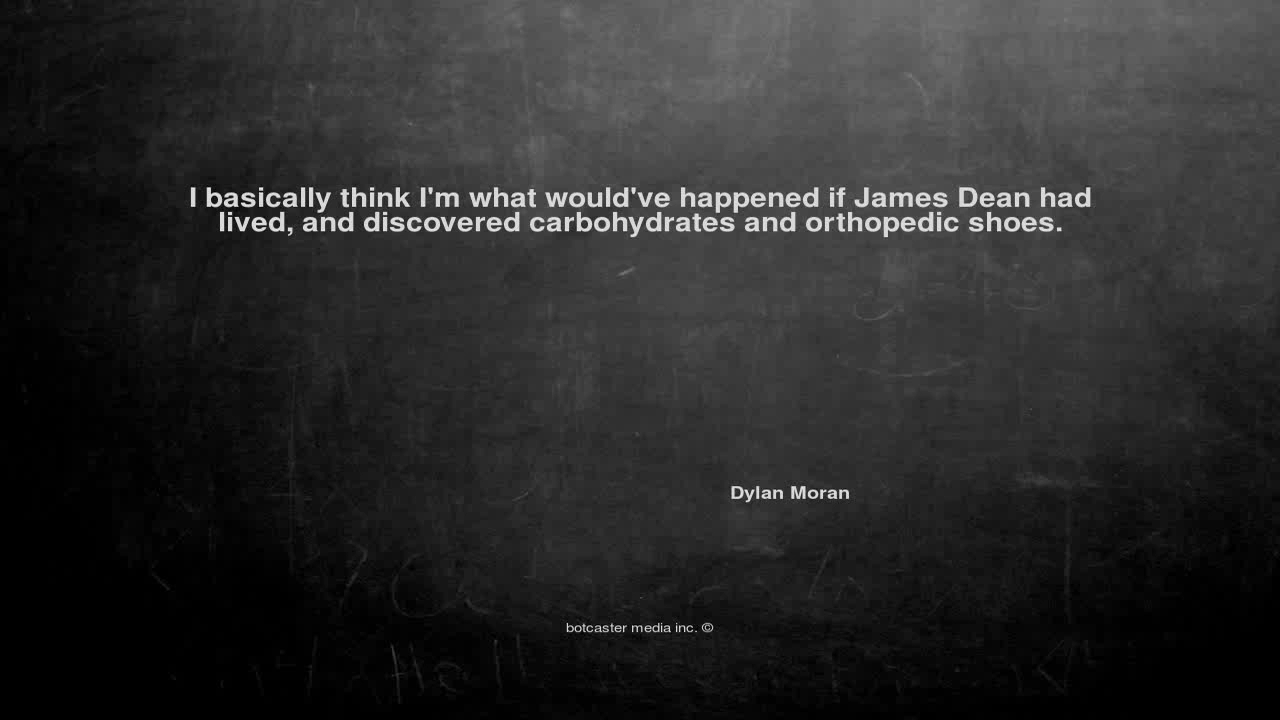 I basically think I'm what would've happened if James Dean had
lived, and discovered carbohydrates and orthopedic shoes.
Dylan Moran
botcaster media inc. ©